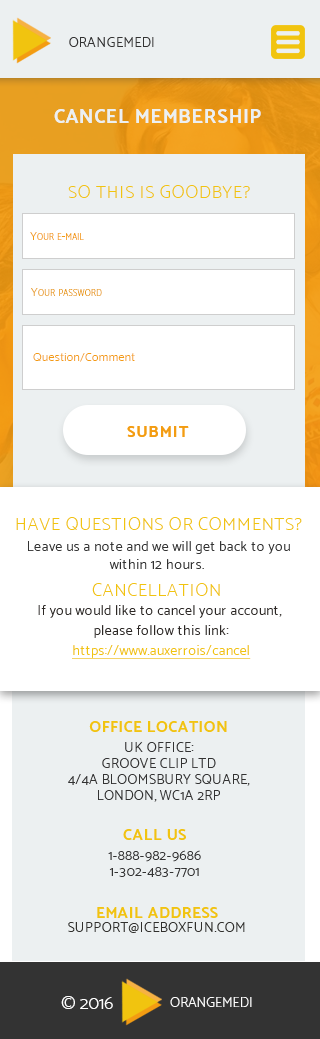 ORANGEMEDI
CANCEL MEMBERSHIP
SO THIS IS GOODBYE?
Your e-mail
Your password
Question/Comment
SUBMIT
HAVE QUESTIONS OR COMMENTS?
Leave us a note and we will get back to you
within 12 hours.
CANCELLATION
If you would like to cancel your account,
please follow this link:
https://www.auxerrois/cancel
OFFICE LOCATION
UK OFFICE:
GROOVE CLIP LTD
4/4A BLOOMSBURY SQUARE,
LONDON, WC1A 2RP
CALL US
1-888-982-9686
1-302-483-7701
EMAIL ADDRESS
SUPPORT@ICEBOXFUN.COM
© 2016 ORANGEMEDI